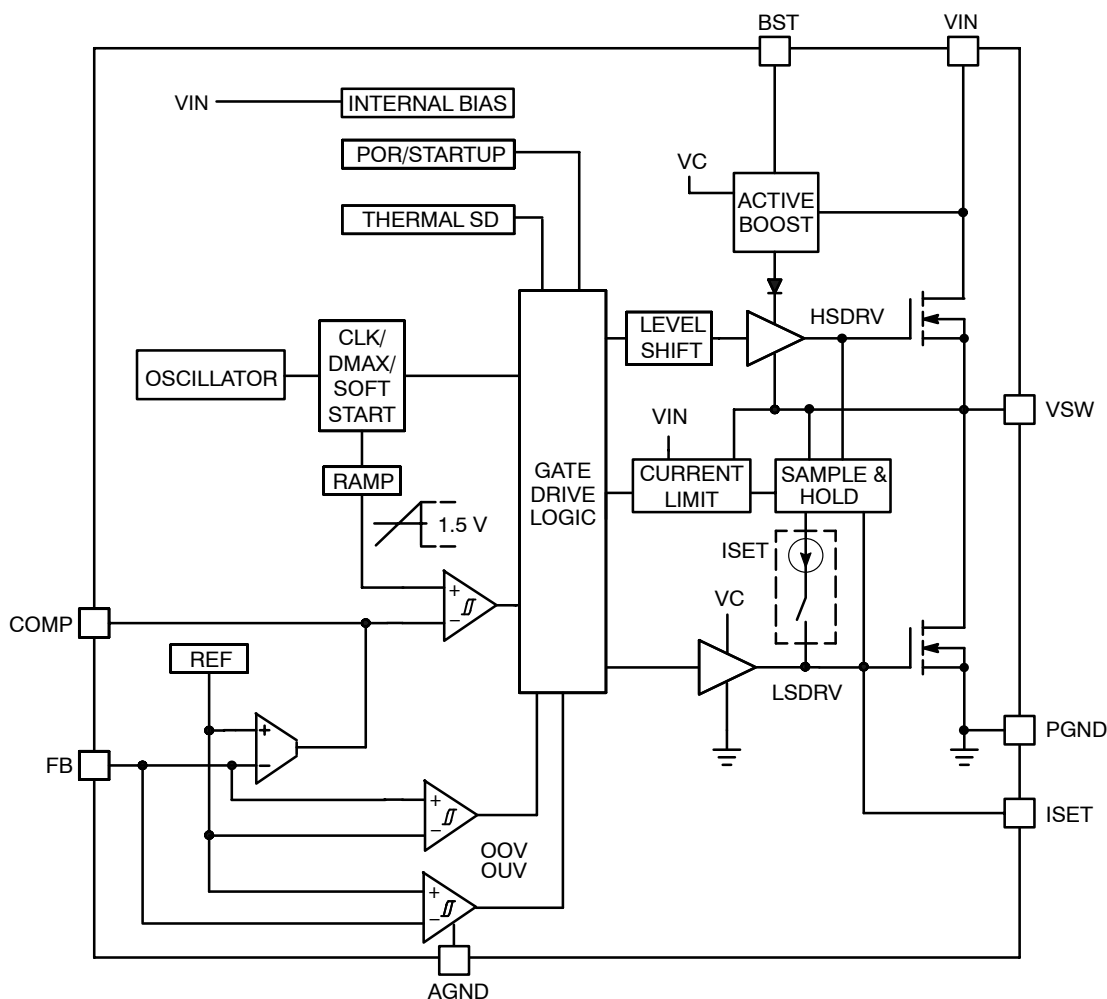 BST
VIN
VIN
INTERNAL BIAS
POR/STARTUP
THERMAL SD
VC
ACTIVE
BOOST
HSDRV
LEVEL
SHIFT
OSCILLATOR
CLK/
DMAX/
SOFT
START
VSW
VIN
RAMP
1.5 V
GATE
DRIVE
LOGIC
CURRENT
LIMIT
SAMPLE &
HOLD
ISET
VC
+
−
COMP
REF
LSDRV
+
−
FB
PGND
+
−
ISET
OOV
OUV
+
−
AGND